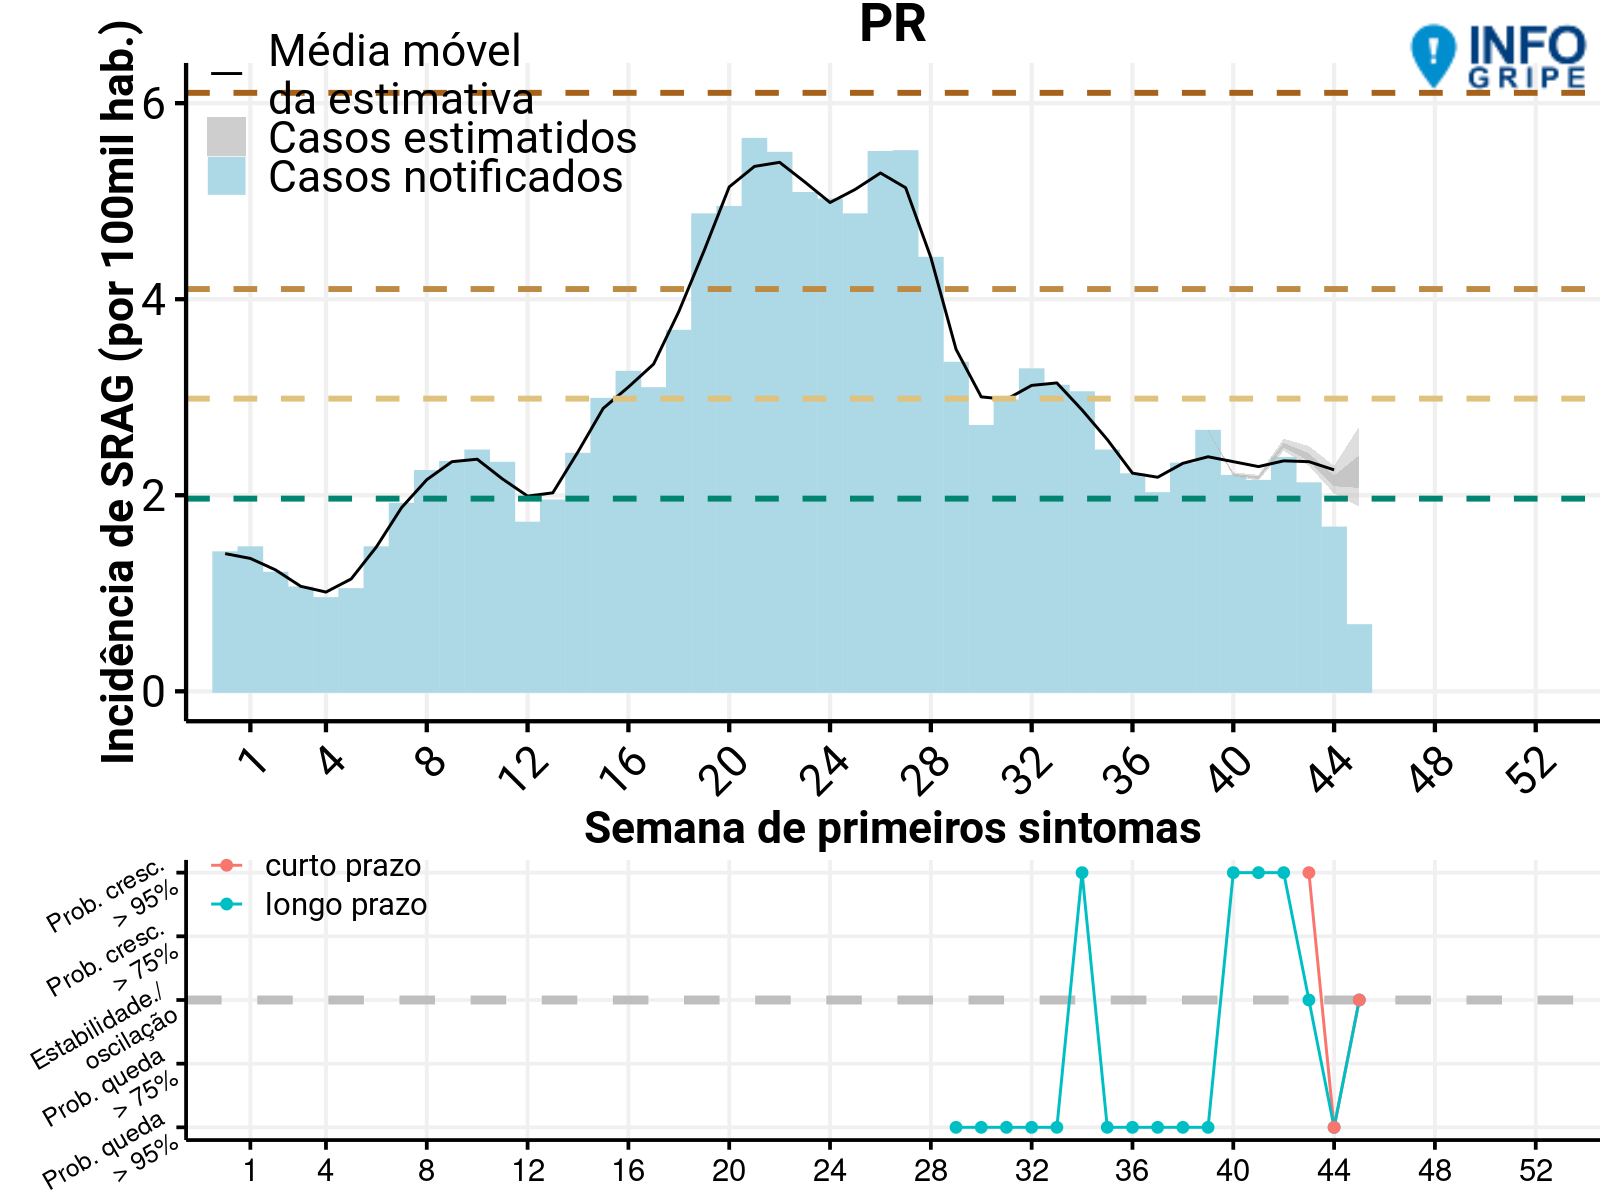 PR
INFO
GRIPE
Média móvel
da estimativa
Casos estimatidos
Casos notificados
Incidência de SRAG (por 100mil hab.)
6
4
2
0
1 4 8 12 16 20 24 28 32 36 40 44 48 52
Semana de primeiros sintomas
curto prazo
longo prazo
Prob. cresc.
> 95%
Prob. cresc.
> 75%
Estabilidade./
oscilação
Prob. queda
> 75%
Prob. queda
> 95%
1 4 8 12 16 20 24 28 32 36 40 44 48 52